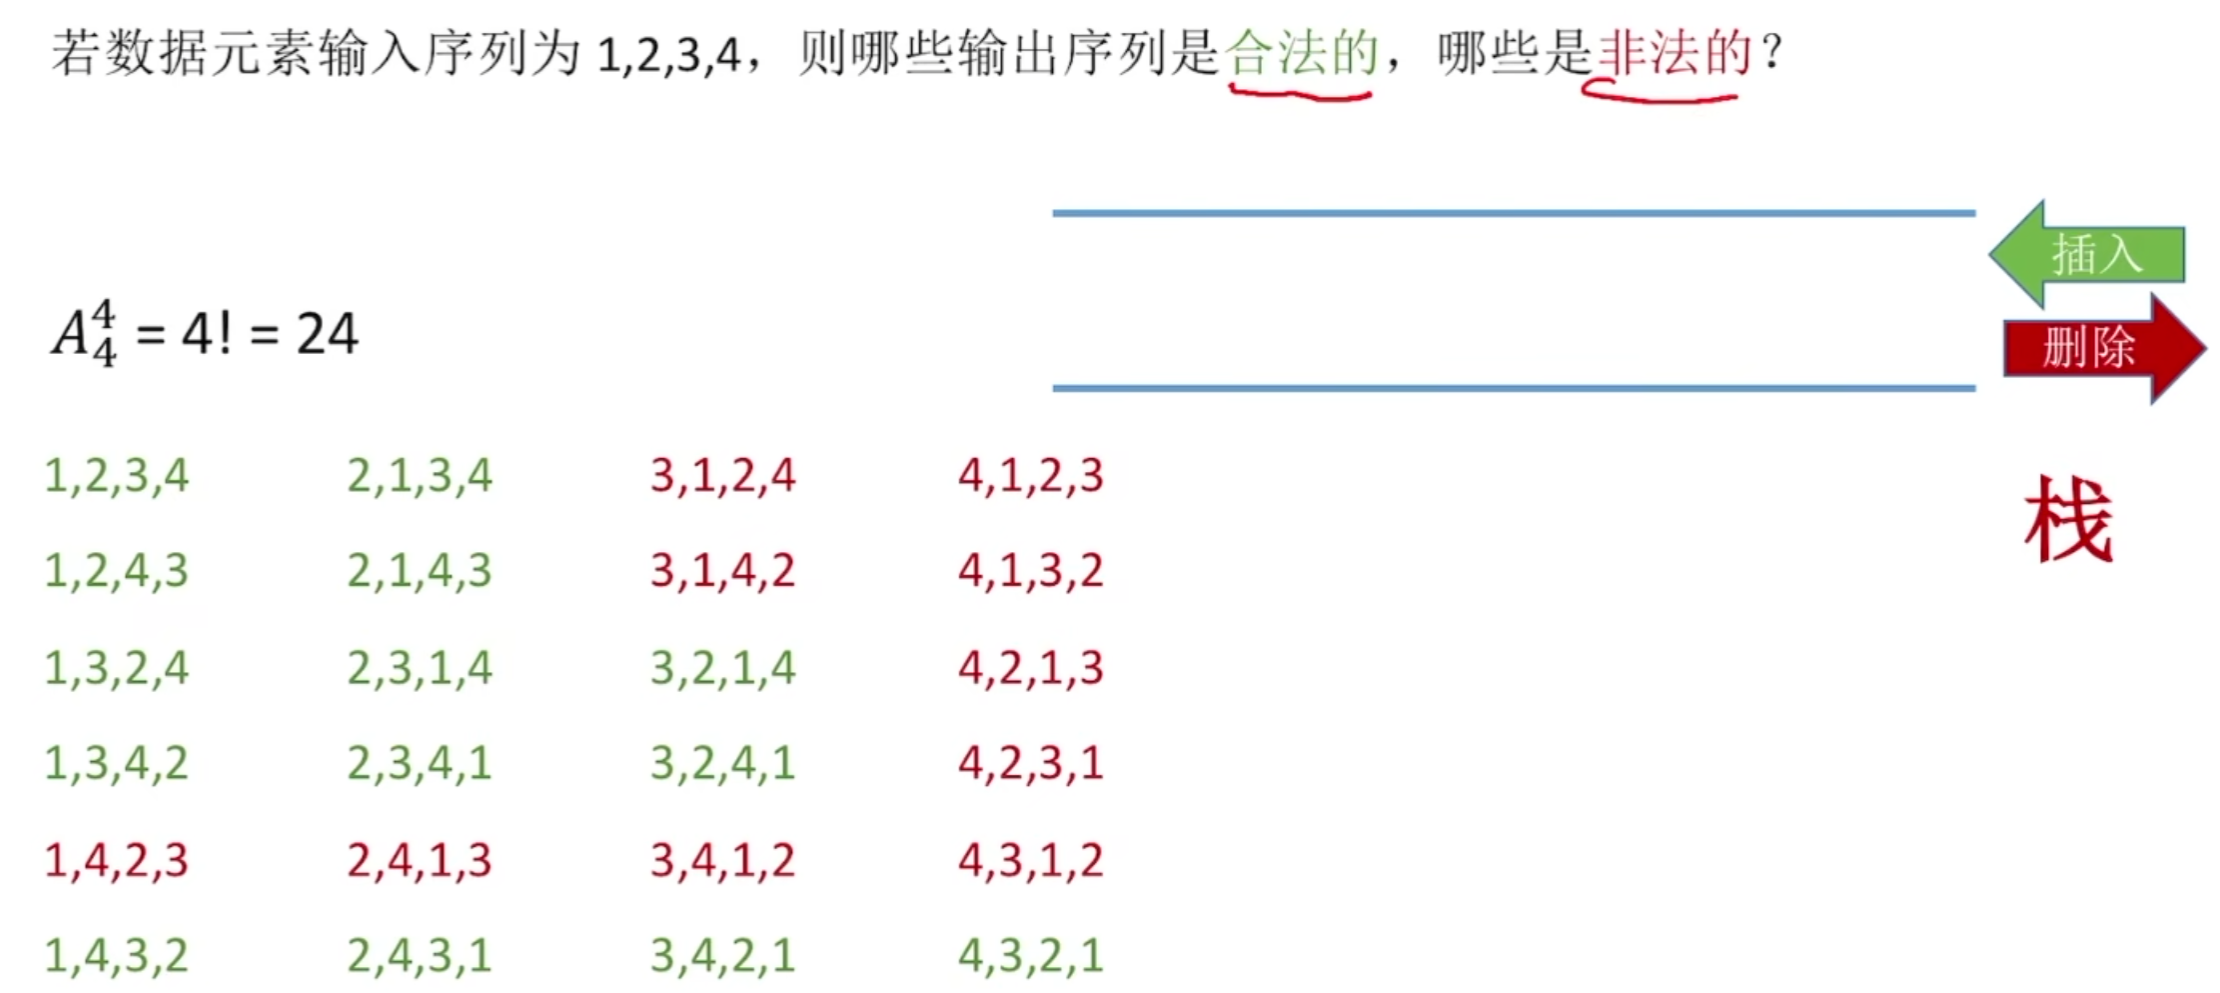 若数据元素输入序列为 1,2,3,4，则哪些输出序列是合法的，哪些是非法的？
插入
A₄⁴ = 4! = 24
删除
1,2,3,4 2,1,3,4 3,1,2,4 4,1,2,3
栈
1,2,4,3 2,1,4,3 3,1,4,2 4,1,3,2
1,3,2,4 2,3,1,4 3,2,1,4 4,2,1,3
1,3,4,2 2,3,4,1 3,2,4,1 4,2,3,1
1,4,2,3 2,4,1,3 3,4,1,2 4,3,1,2
1,4,3,2 2,4,3,1 3,4,2,1 4,3,2,1